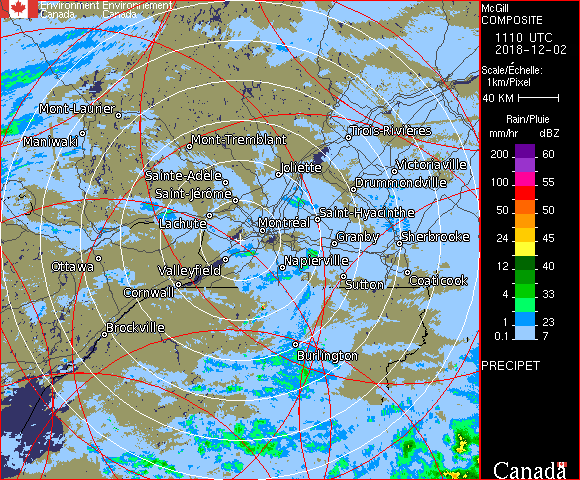 Environment Environnement
Canada Canada
McGill
COMPOSITE
1110 UTC
2018-12-02
Scale/Échelle:
1km/Pixel
40 KM
Rain/Pluie
mm/hr dBZ
200 60
100 55
50 50
24 45
12 40
4 33
1 23
0.1 7
PRECIPET
Canada
Mont-Laurier
Maniwaki
Mont-Tremblant
Trois-Rivières
Joliette
Victoriaville
Sainte-Adèle
Drummondville
Saint-Jérôme
Saint-Hyacinthe
Lachute
Montréal
Granby
Sherbrooke
Ottawa
Valleyfield
Napierville
Cornwall
Sutton
Coaticook
Brockville
Burlington